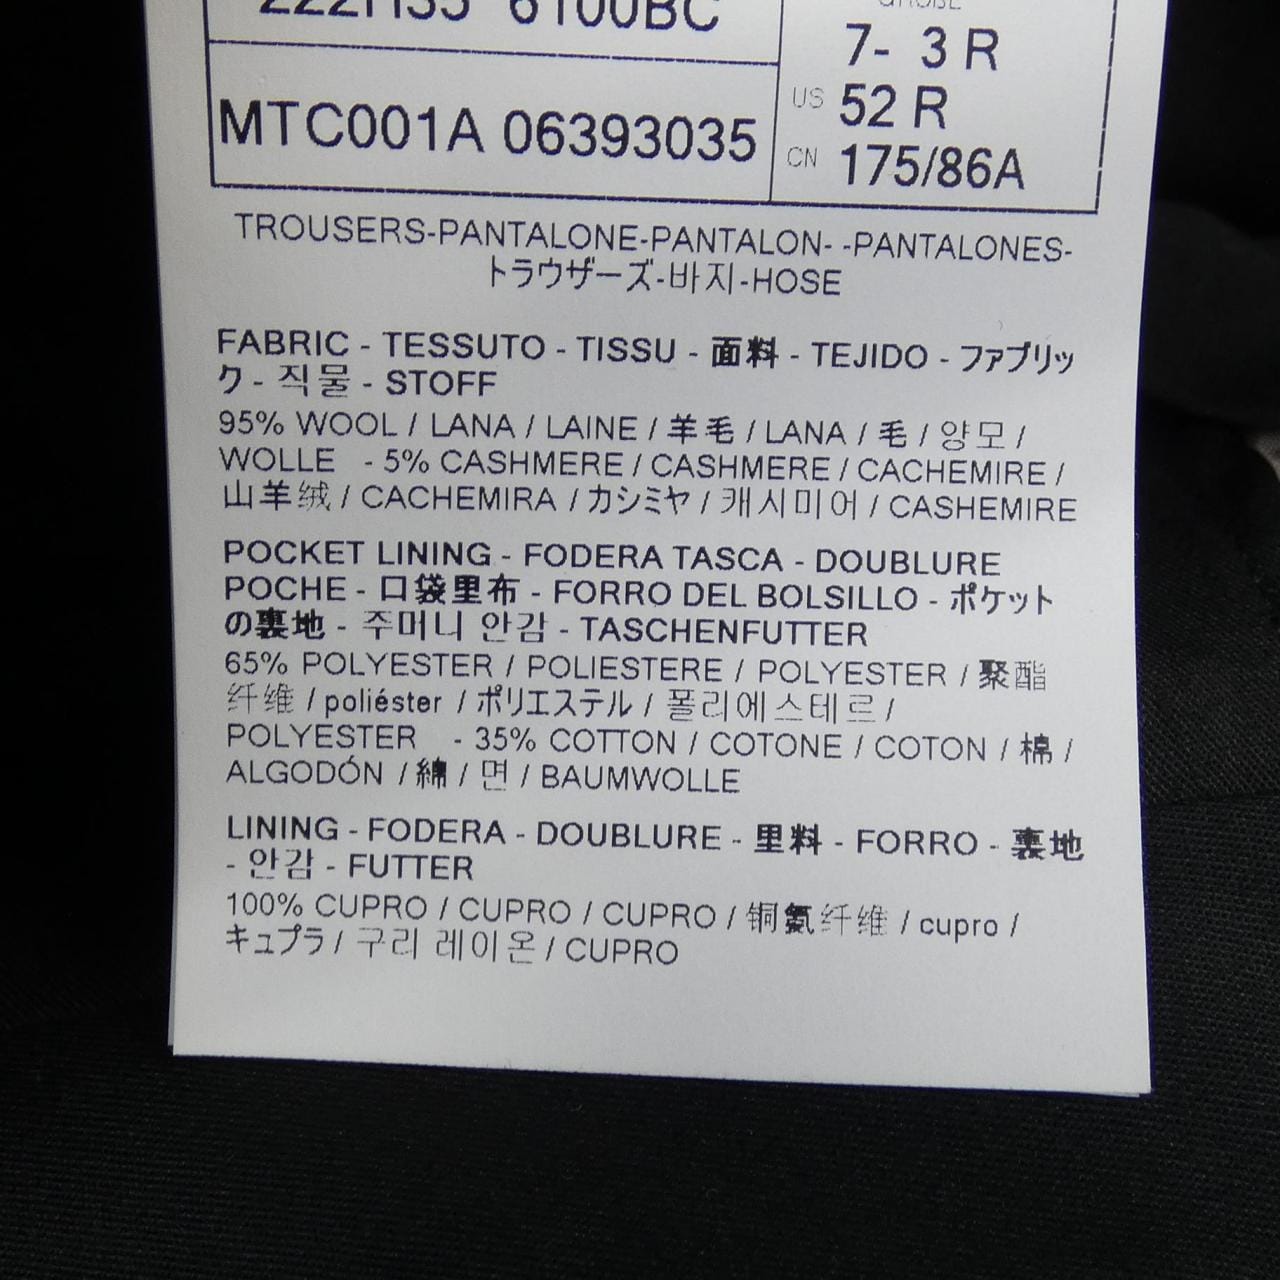 6100BC
GRÖßE
7- 3 R
US 52 R
MTC001A 06393035
CN 175/86A
TROUSERS-PANTALONE-PANTALON- -PANTALONES-
トラウザーズ-바지-HOSE
FABRIC - TESSUTO - TISSU - 面料 - TEJIDO - ファブリッ
ク - 직물 - STOFF
95% WOOL / LANA / LAINE / 羊毛 / LANA / 毛 / 양모 /
WOLLE - 5% CASHMERE / CASHMERE / CACHEMIRE /
山羊绒 / CACHEMIRA / カシミヤ / 캐시미어 / CASHEMIRE
POCKET LINING - FODERA TASCA - DOUBLURE
POCHE - 口袋里布 - FORRO DEL BOLSILLO - ポケット
の裏地 - 주머니 안감 - TASCHENFUTTER
65% POLYESTER / POLIESTERE / POLYESTER / 聚酯
纤维 / poliéster / ポリエステル / 폴리에스테르 /
POLYESTER - 35% COTTON / COTONE / COTON / 棉 /
ALGODÓN / 綿 / 면 / BAUMWOLLE
LINING - FODERA - DOUBLURE - 里料 - FORRO - 裏地
- 안감 - FUTTER
100% CUPRO / CUPRO / CUPRO / 铜氨纤维 / cupro /
キュプラ / 구리 레이온 / CUPRO